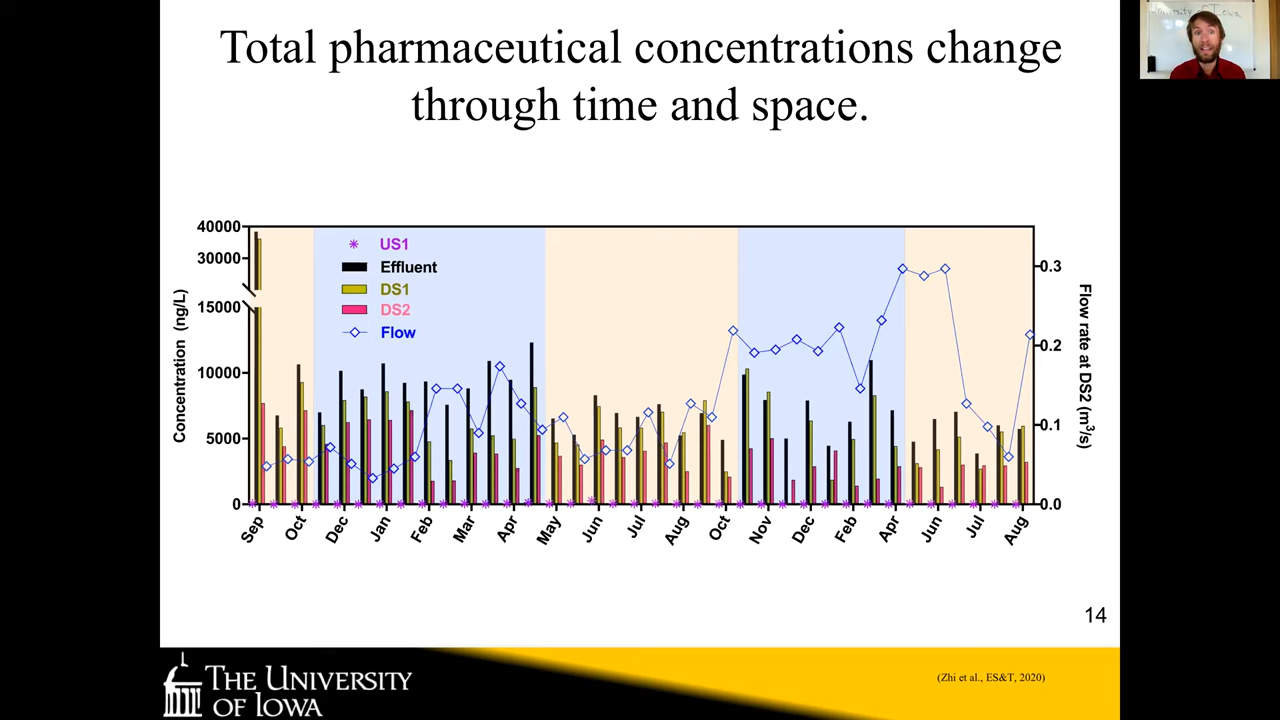 Total pharmaceutical concentrations change
through time and space.
University of Iowa
40000
30000
15000
10000
5000
0
Concentration (ng/L)
US1
Effluent
DS1
DS2
Flow
0.3
0.2
0.1
0.0
Flow rate at DS2 (m³/s)
Sep Oct Dec Jan Feb Mar Apr May Jun Jul Aug Oct Nov Dec Feb Apr Jun Jul Aug
14
THE UNIVERSITY
OF IOWA
(Zhi et al., ES&T, 2020)